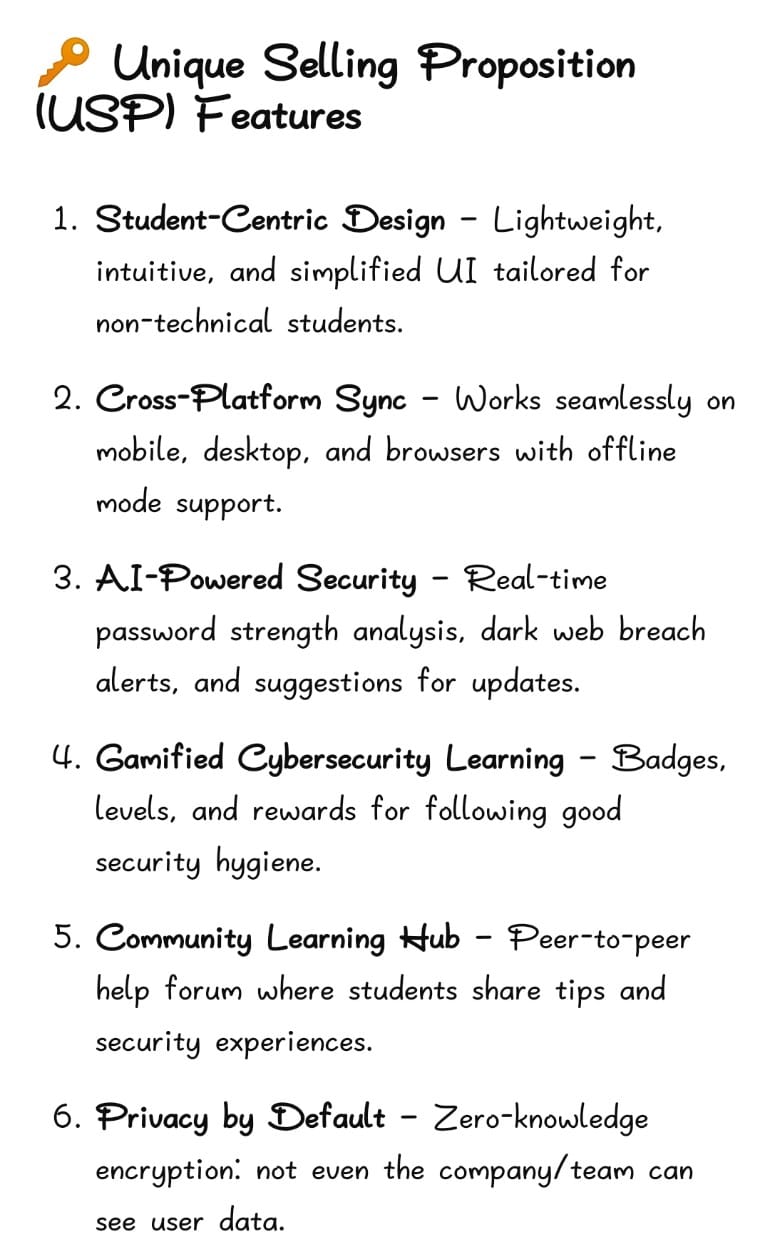 🔑 Unique Selling Proposition
(USP) Features
1. Student-Centric Design - Lightweight,
intuitive, and simplified UI tailored for
non-technical students.
2. Cross-Platform Sync - Works seamlessly on
mobile, desktop, and browsers with offline
mode support.
3. AI-Powered Security - Real-time
password strength analysis, dark web breach
alerts, and suggestions for updates.
4. Gamified Cybersecurity Learning - Badges,
levels, and rewards for following good
security hygiene.
5. Community Learning Hub - Peer-to-peer
help forum where students share tips and
security experiences.
6. Privacy by Default - Zero-knowledge
encryption: not even the company/team can
see user data.